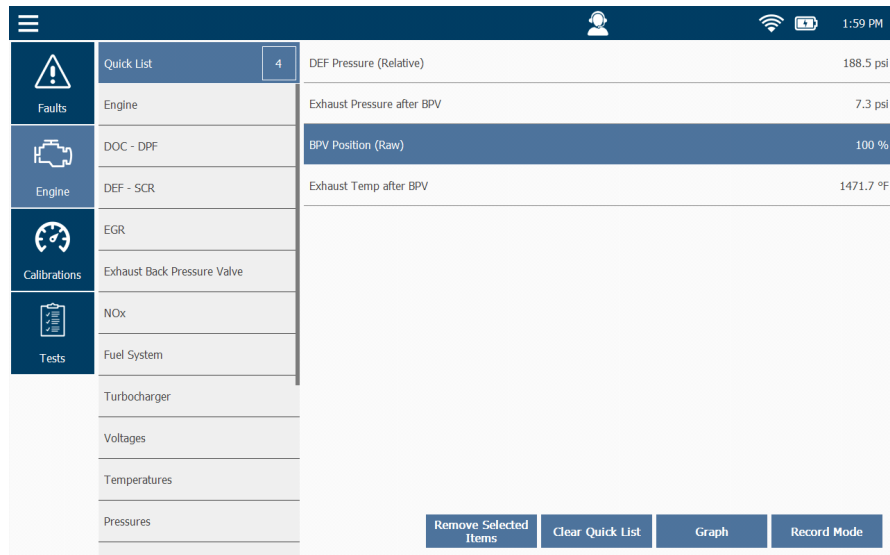 1:59 PM
Faults
Engine
Calibrations
Tests
Quick List 4
Engine
DOC - DPF
DEF - SCR
EGR
Exhaust Back Pressure Valve
NOx
Fuel System
Turbocharger
Voltages
Temperatures
Pressures
DEF Pressure (Relative) 188.5 psi
Exhaust Pressure after BPV 7.3 psi
BPV Position (Raw) 100 %
Exhaust Temp after BPV 1471.7 °F
Remove Selected
Items
Clear Quick List
Graph
Record Mode